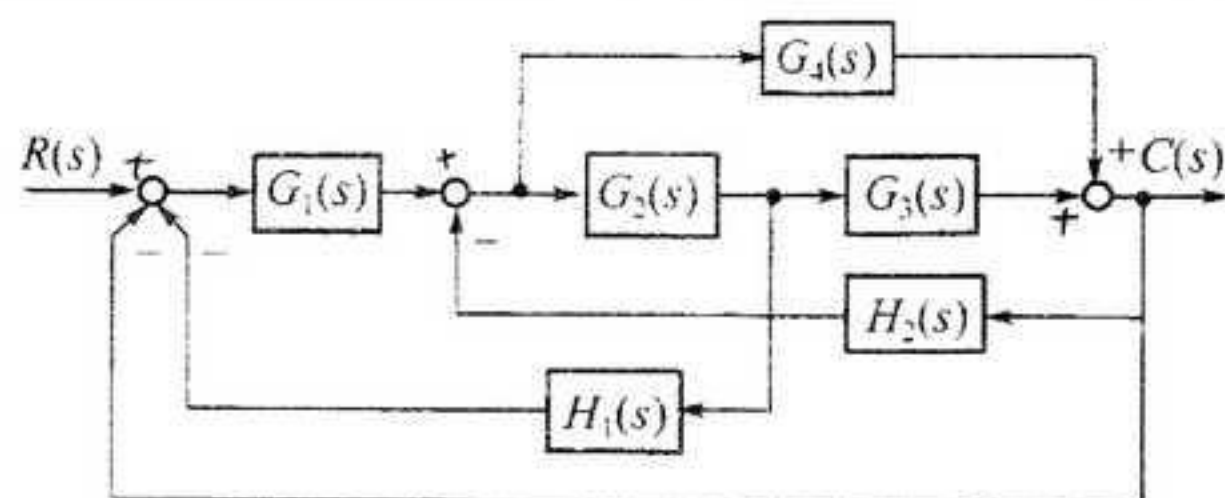 G₄(s)
R(s) + + + C(s)
G₁(s) G₂(s) G₃(s)
+
− − −
H₂(s)
H₁(s)